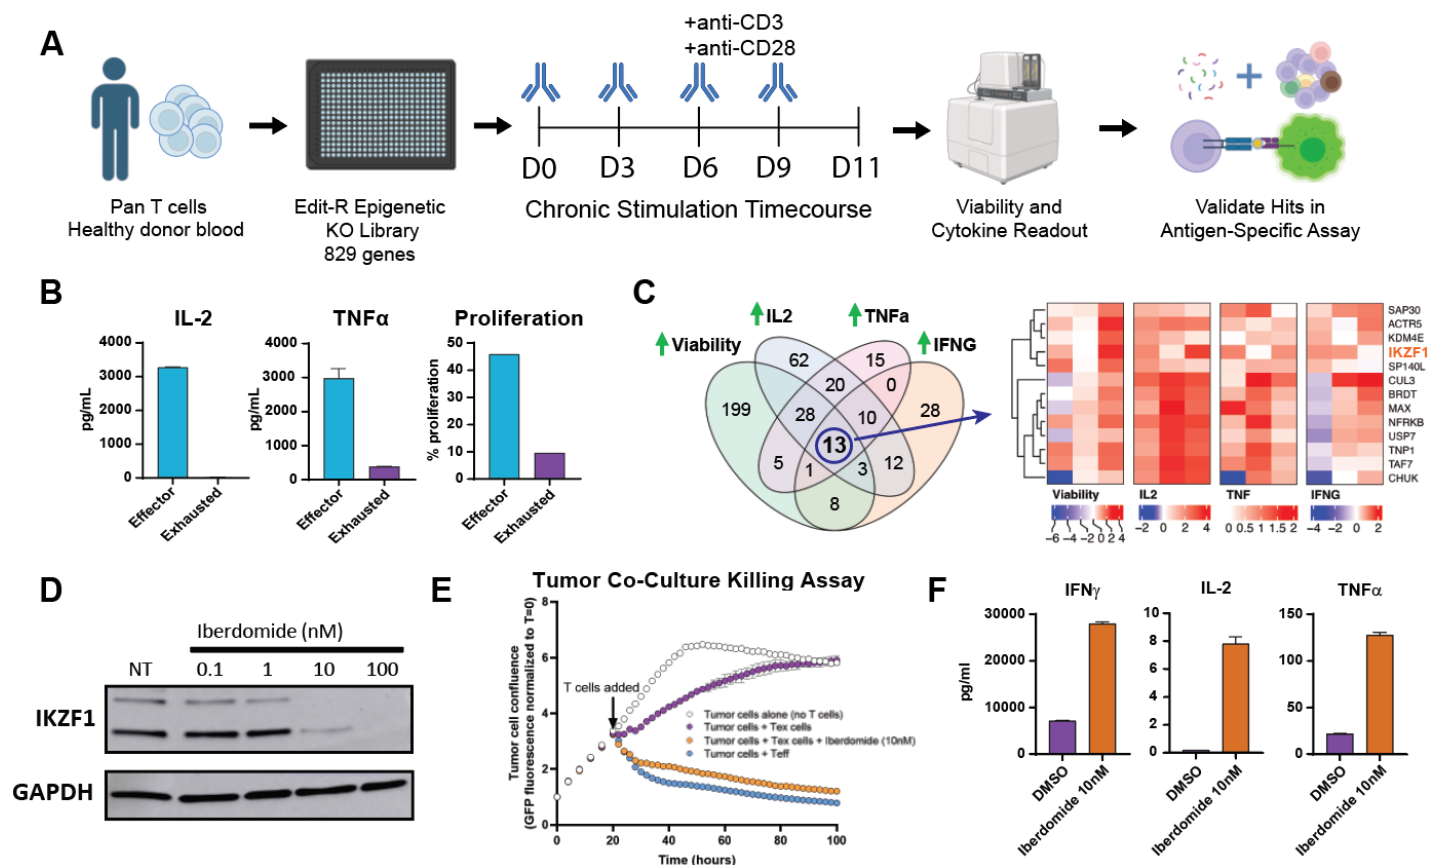 A
+anti-CD3
+anti-CD28
D0 D3 D6 D9 D11
Pan T cells
Healthy donor blood
Edit-R Epigenetic
KO Library
829 genes
Chronic Stimulation Timecourse
Viability and
Cytokine Readout
Validate Hits in
Antigen-Specific Assay
B
IL-2
pg/mL
4000
3000
2000
1000
0
Effector
Exhausted
TNFα
pg/mL
4000
3000
2000
1000
0
Effector
Exhausted
Proliferation
% proliferation
50
40
30
20
10
0
Effector
Exhausted
C
Viability
IL2
TNFa
IFNG
199
62
15
28
20
0
28
10
13
5
1
3
12
8
SAP30
ACTR5
KDM4E
IKZF1
SP140L
CUL3
BRDT
MAX
NFRKB
USP7
TNP1
TAF7
CHUK
Viability
−6 −4 −2 0 2 4
IL2
−2 0 2 4
TNF
0 0.5 1 1.5 2
IFNG
−4 −2 0 2
D
Iberdomide (nM)
NT 0.1 1 10 100
IKZF1
GAPDH
E
Tumor Co-Culture Killing Assay
Tumor cell confluence
(GFP fluorescence normalized to T=0)
8
6
4
2
0
T cells added
Tumor cells alone (no T cells)
Tumor cells + Tex cells
Tumor cells + Tex cells + Iberdomide (10nM)
Tumor cells + Teff
0 20 40 60 80 100
Time (hours)
F
IFNγ
pg/ml
30000
20000
10000
0
DMSO
Iberdomide 10nM
IL-2
10
8
6
4
2
0
DMSO
Iberdomide 10nM
TNFα
150
100
50
0
DMSO
Iberdomide 10nM